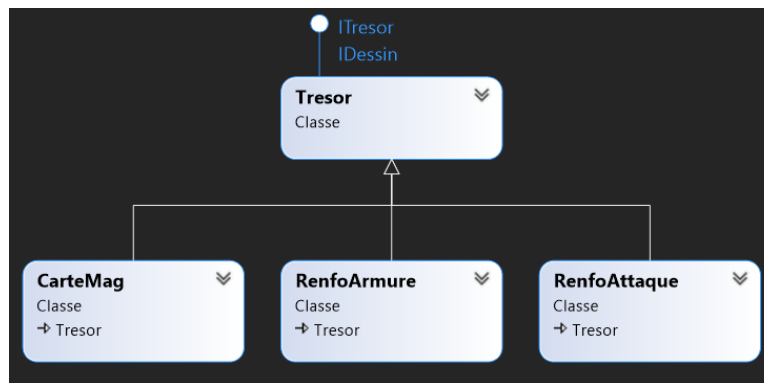 ITresor
IDessin
Tresor
Classe
CarteMag
Classe
Tresor
RenfoArmure
Classe
Tresor
RenfoAttaque
Classe
Tresor